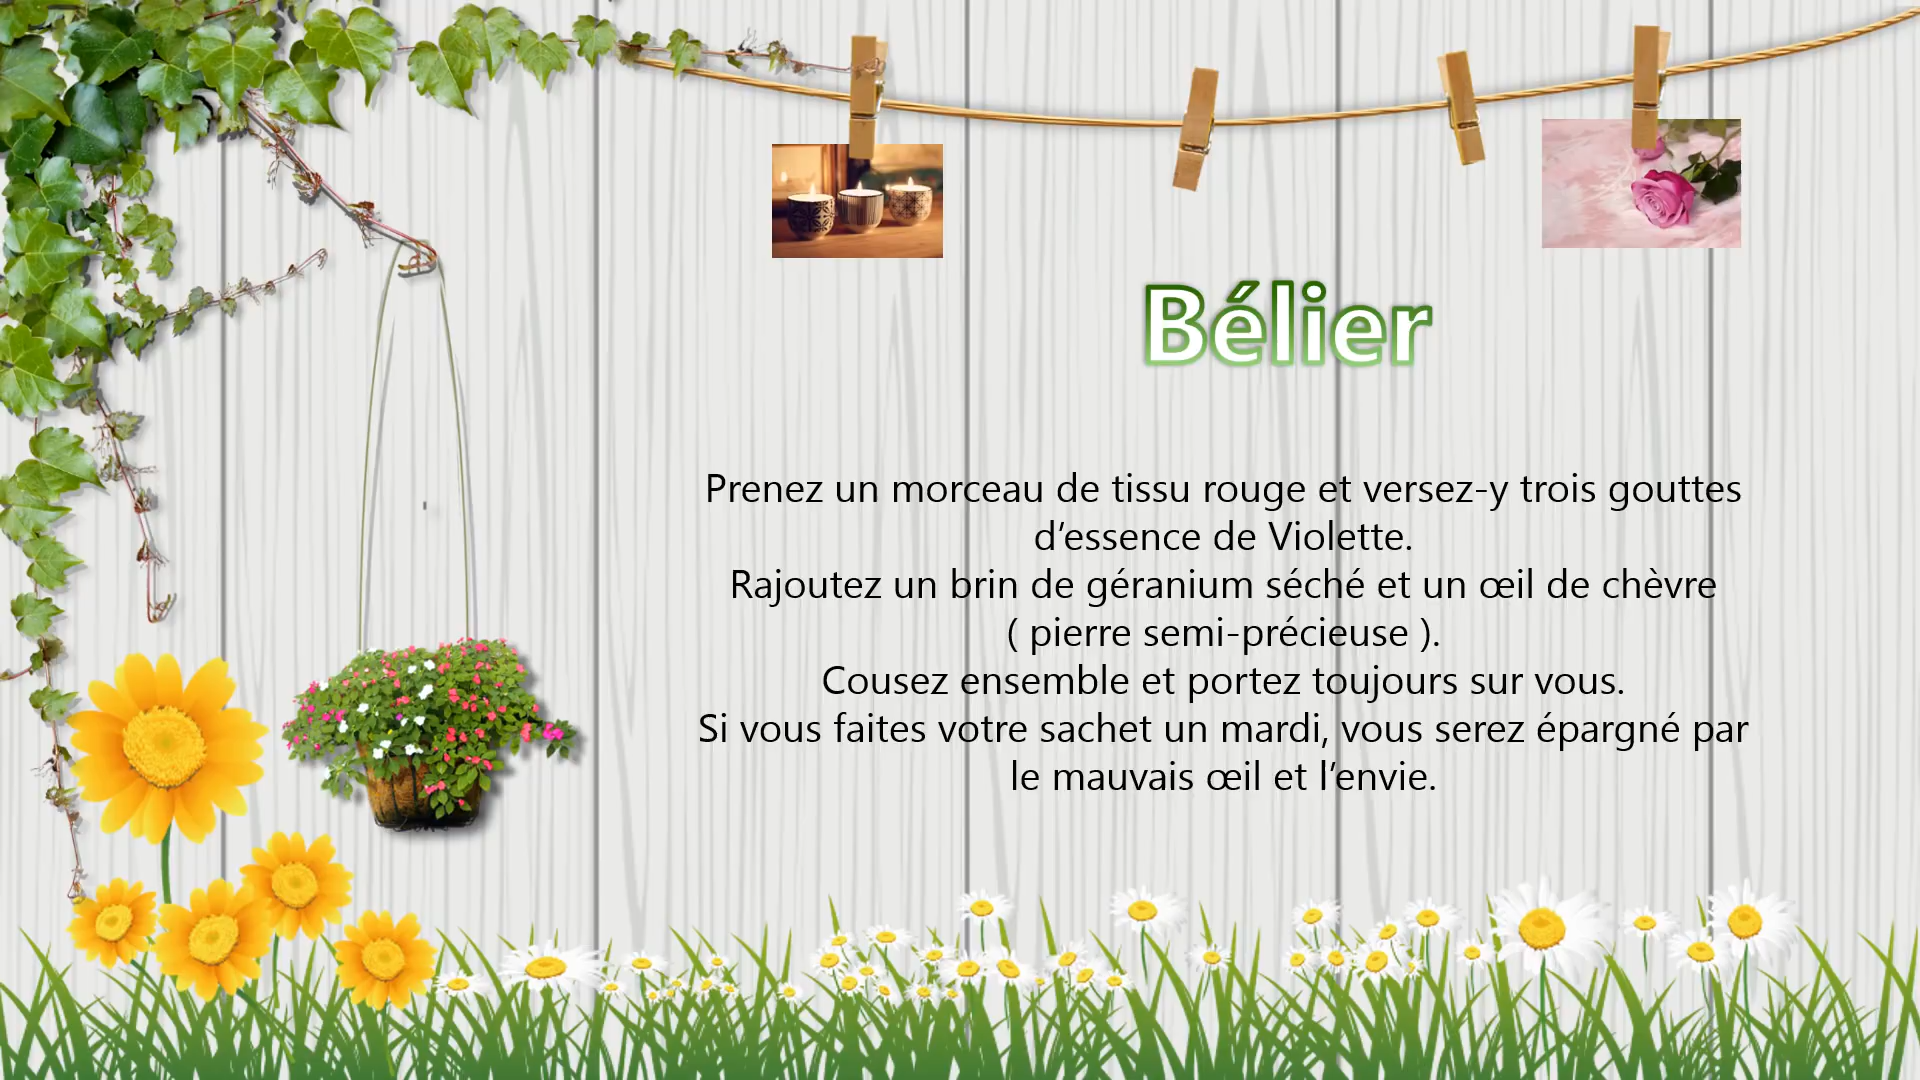 Bélier
Prenez un morceau de tissu rouge et versez-y trois gouttes
d’essence de Violette.
Rajoutez un brin de géranium séché et un œil de chèvre
( pierre semi-précieuse ).
Cousez ensemble et portez toujours sur vous.
Si vous faites votre sachet un mardi, vous serez épargné par
le mauvais œil et l’envie.